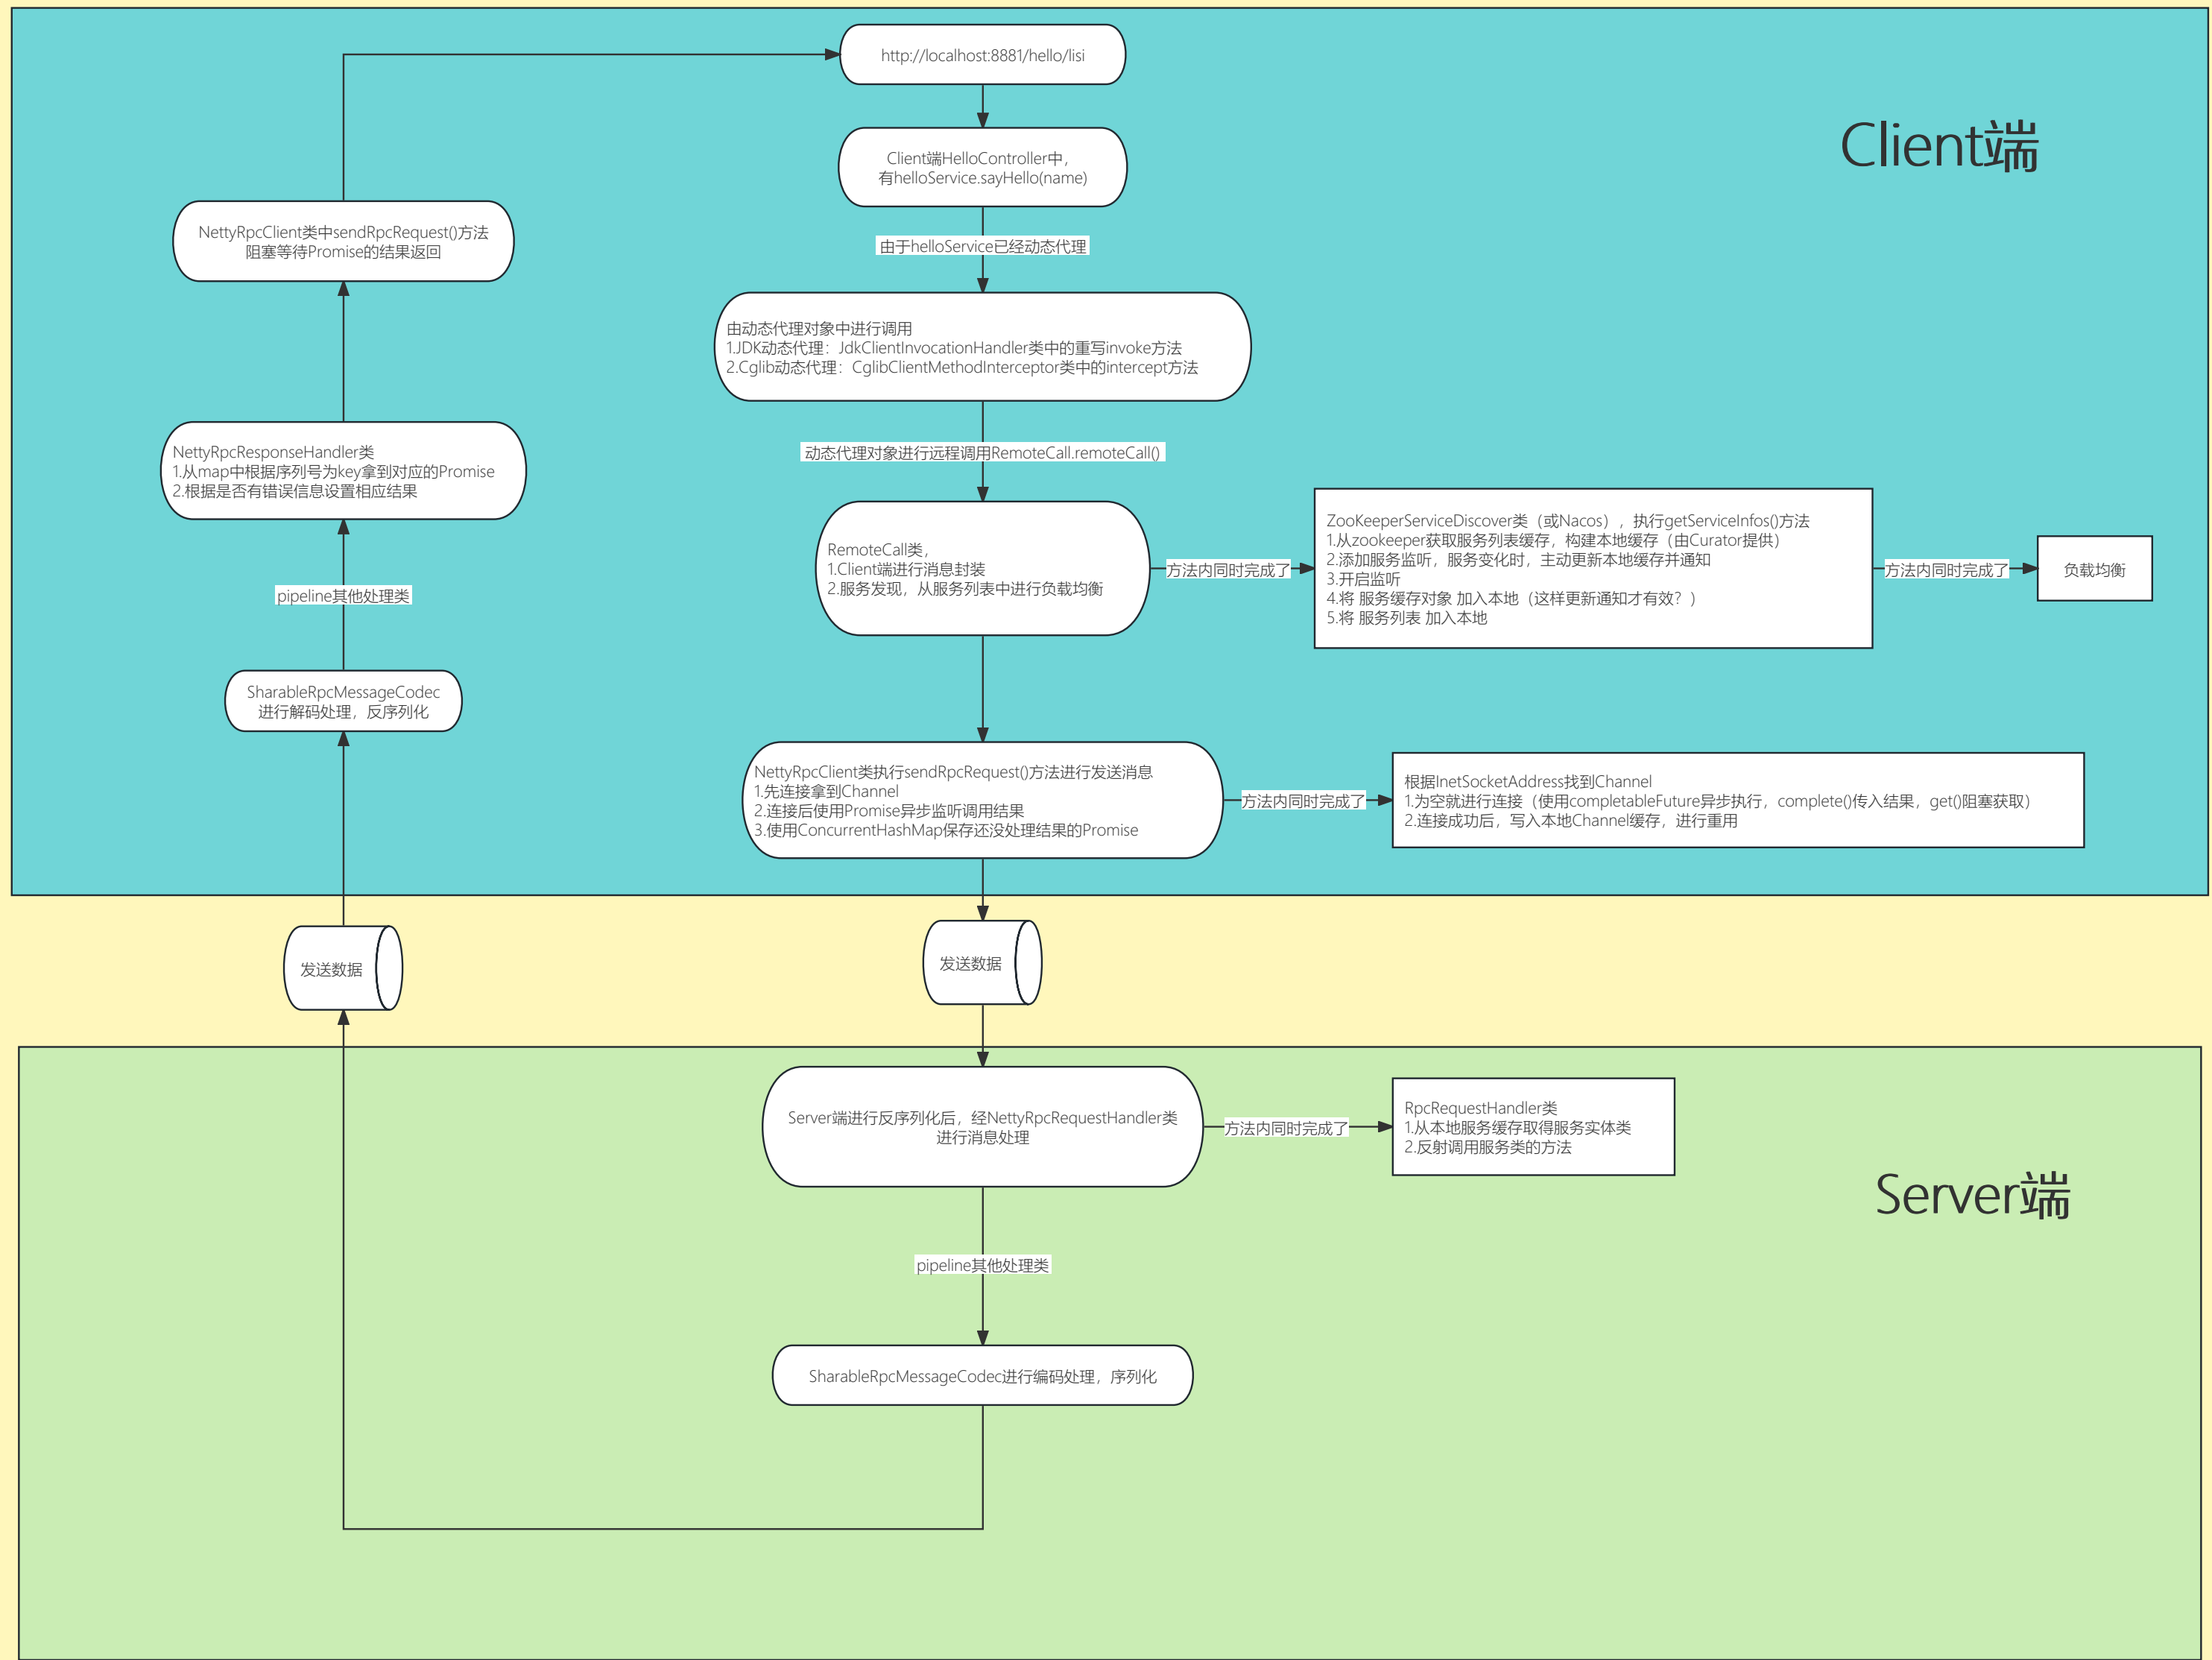 http://localhost:8881/hello/lisi
Client端
Client端HelloController中，
有helloService.sayHello(name)
由于helloService已经动态代理
由动态代理对象中进行调用
1.JDK动态代理：JdkClientInvocationHandler类中的重写invoke方法
2.Cglib动态代理：CglibClientMethodInterceptor类中的intercept方法
动态代理对象进行远程调用RemoteCall.remoteCall()
RemoteCall类，
1.Client端进行消息封装
2.服务发现，从服务列表中进行负载均衡
方法内同时完成了
ZooKeeperServiceDiscover类（或Nacos），执行getServiceInfos()方法
1.从zookeeper获取服务列表缓存，构建本地缓存（由Curator提供）
2.添加服务监听，服务变化时，主动更新本地缓存并通知
3.开启监听
4.将 服务缓存对象 加入本地（这样更新通知才有效？）
5.将 服务列表 加入本地
方法内同时完成了
负载均衡
NettyRpcClient类执行sendRpcRequest()方法进行发送消息
1.先连接拿到Channel
2.连接后使用Promise异步监听调用结果
3.使用ConcurrentHashMap保存还没处理结果的Promise
方法内同时完成了
根据InetSocketAddress找到Channel
1.为空就进行连接（使用completableFuture异步执行，complete()传入结果，get()阻塞获取）
2.连接成功后，写入本地Channel缓存，进行重用
发送数据
Server端进行反序列化后，经NettyRpcRequestHandler类
进行消息处理
方法内同时完成了
RpcRequestHandler类
1.从本地服务缓存取得服务实体类
2.反射调用服务类的方法
Server端
pipeline其他处理类
SharableRpcMessageCodec进行编码处理，序列化
发送数据
SharableRpcMessageCodec
进行解码处理，反序列化
pipeline其他处理类
NettyRpcResponseHandler类
1.从map中根据序列号为key拿到对应的Promise
2.根据是否有错误信息设置相应结果
NettyRpcClient类中sendRpcRequest()方法
阻塞等待Promise的结果返回